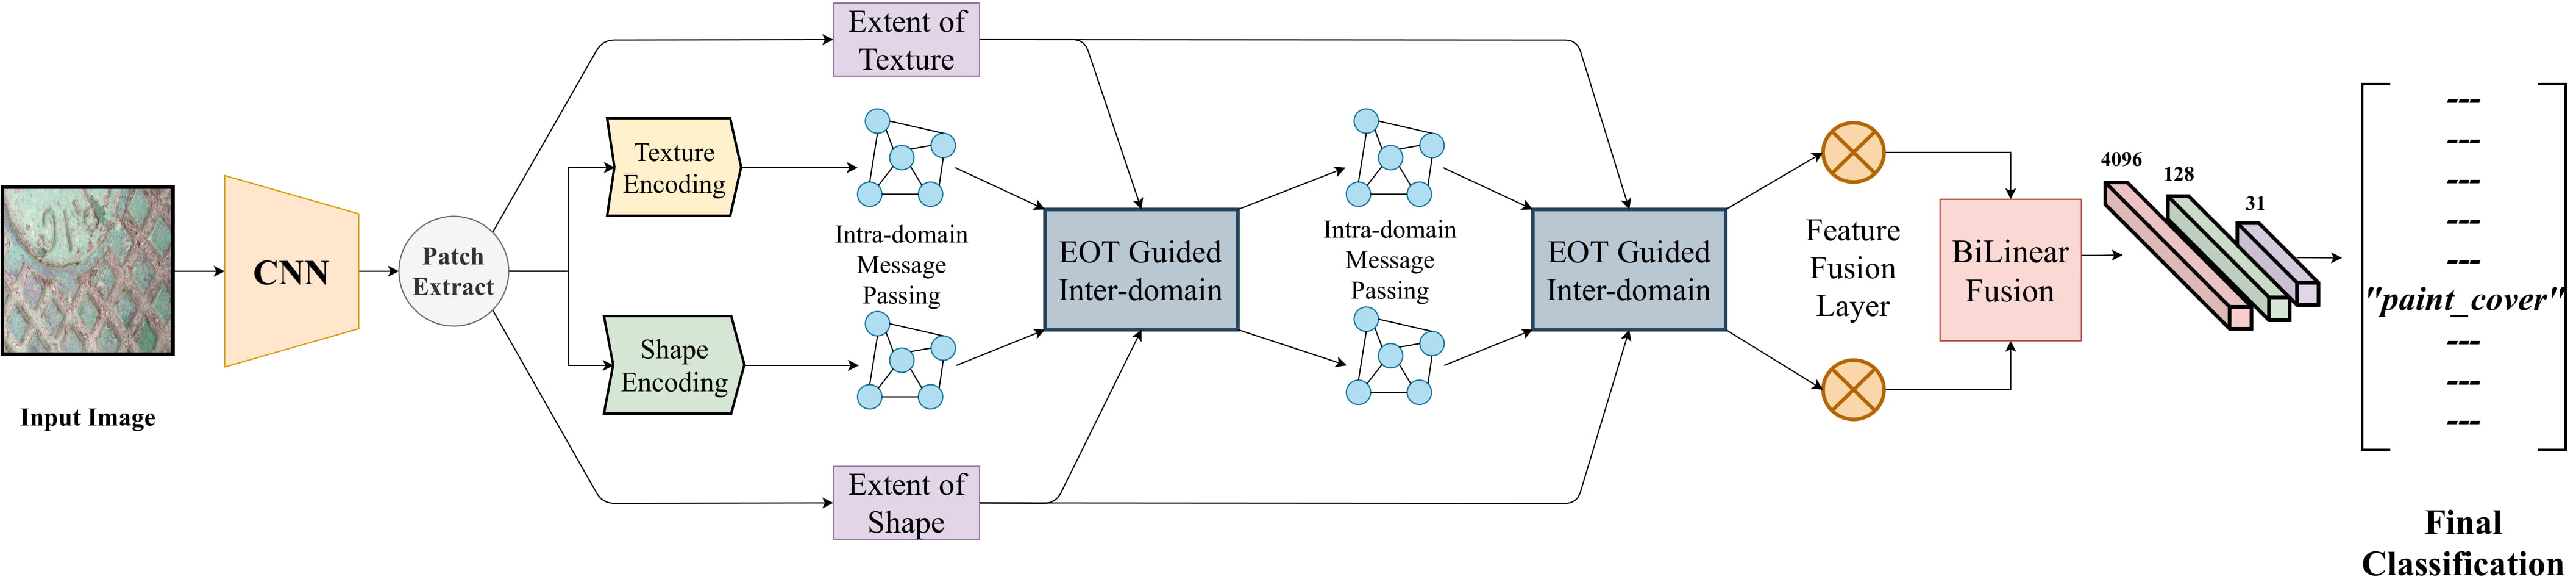 Input Image
CNN
Patch
Extract
Extent of
Texture
Texture
Encoding
Shape
Encoding
Extent of
Shape
Intra-domain
Message
Passing
EOT Guided
Inter-domain
Intra-domain
Message
Passing
EOT Guided
Inter-domain
Feature
Fusion
Layer
BiLinear
Fusion
4096
128
31
---
---
---
---
---
"paint_cover"
---
---
---
Final
Classification